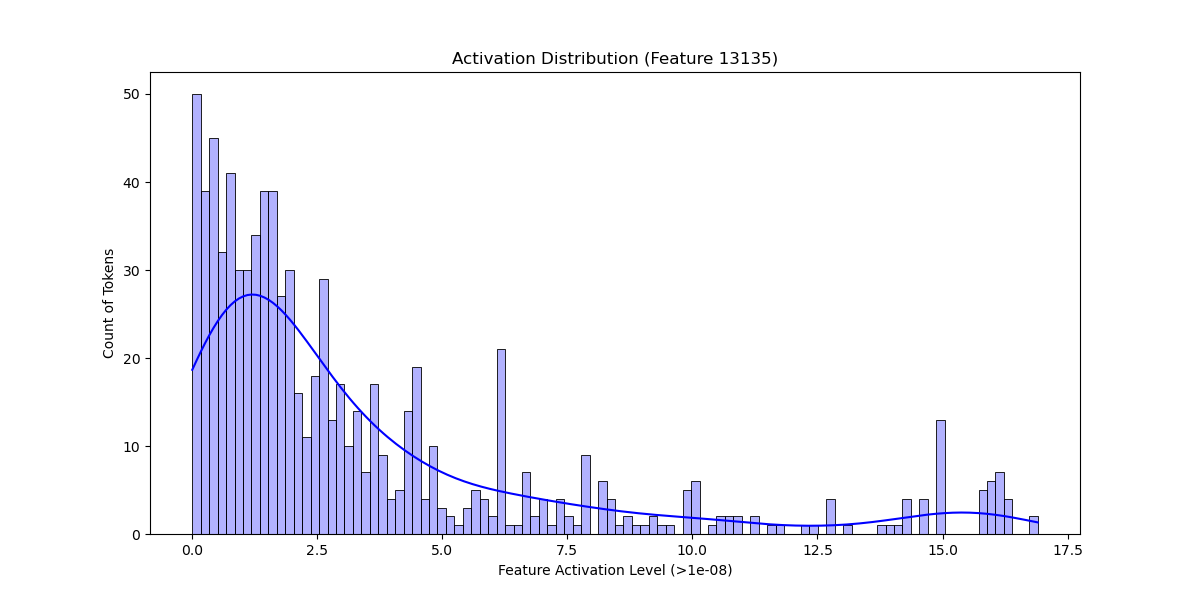 Activation Distribution (Feature 13135)
Count of Tokens
50
40
30
20
10
0
0.0 2.5 5.0 7.5 10.0 12.5 15.0 17.5
Feature Activation Level (>1e-08)